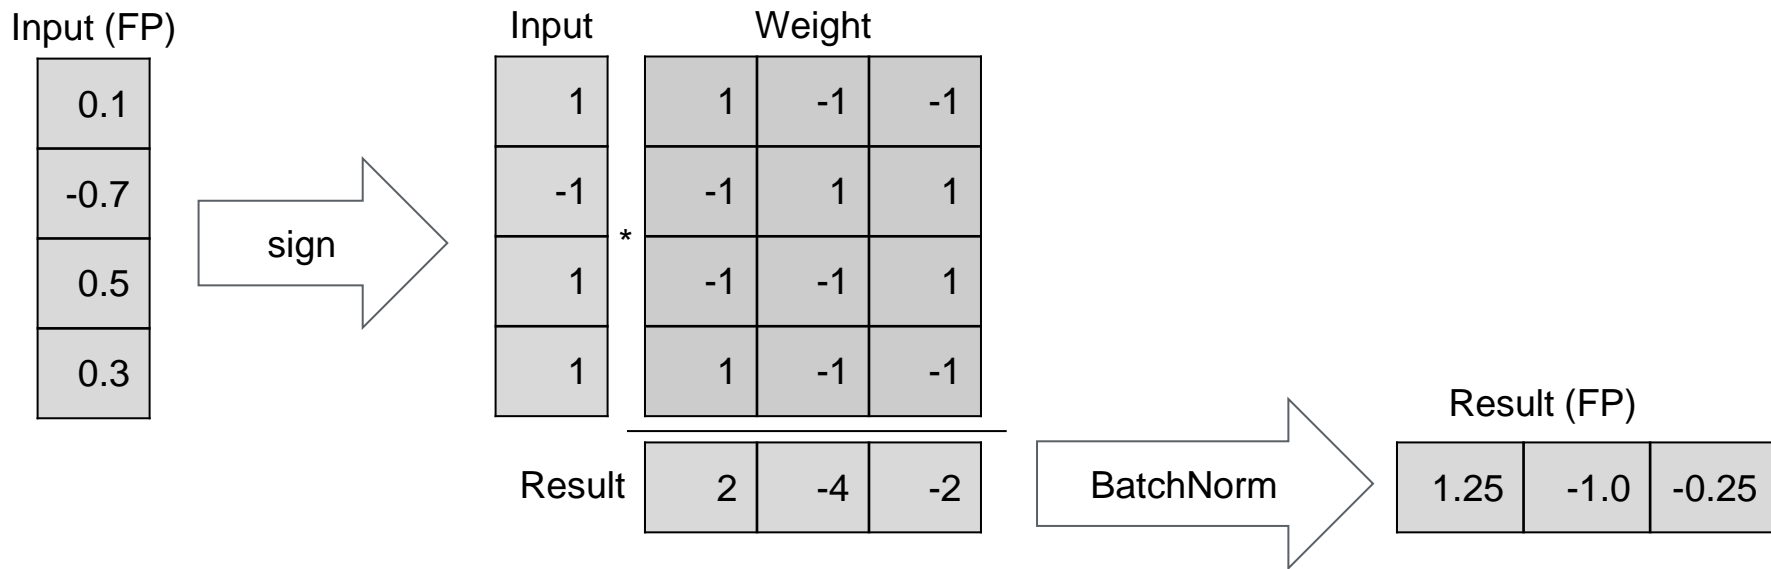 Input (FP)
0.1
-0.7
0.5
0.3
sign
Input
1
-1
1
1
*
Weight
1 -1 -1
-1 1 1
-1 -1 1
1 -1 -1
Result 2 -4 -2
BatchNorm
Result (FP)
1.25 -1.0 -0.25